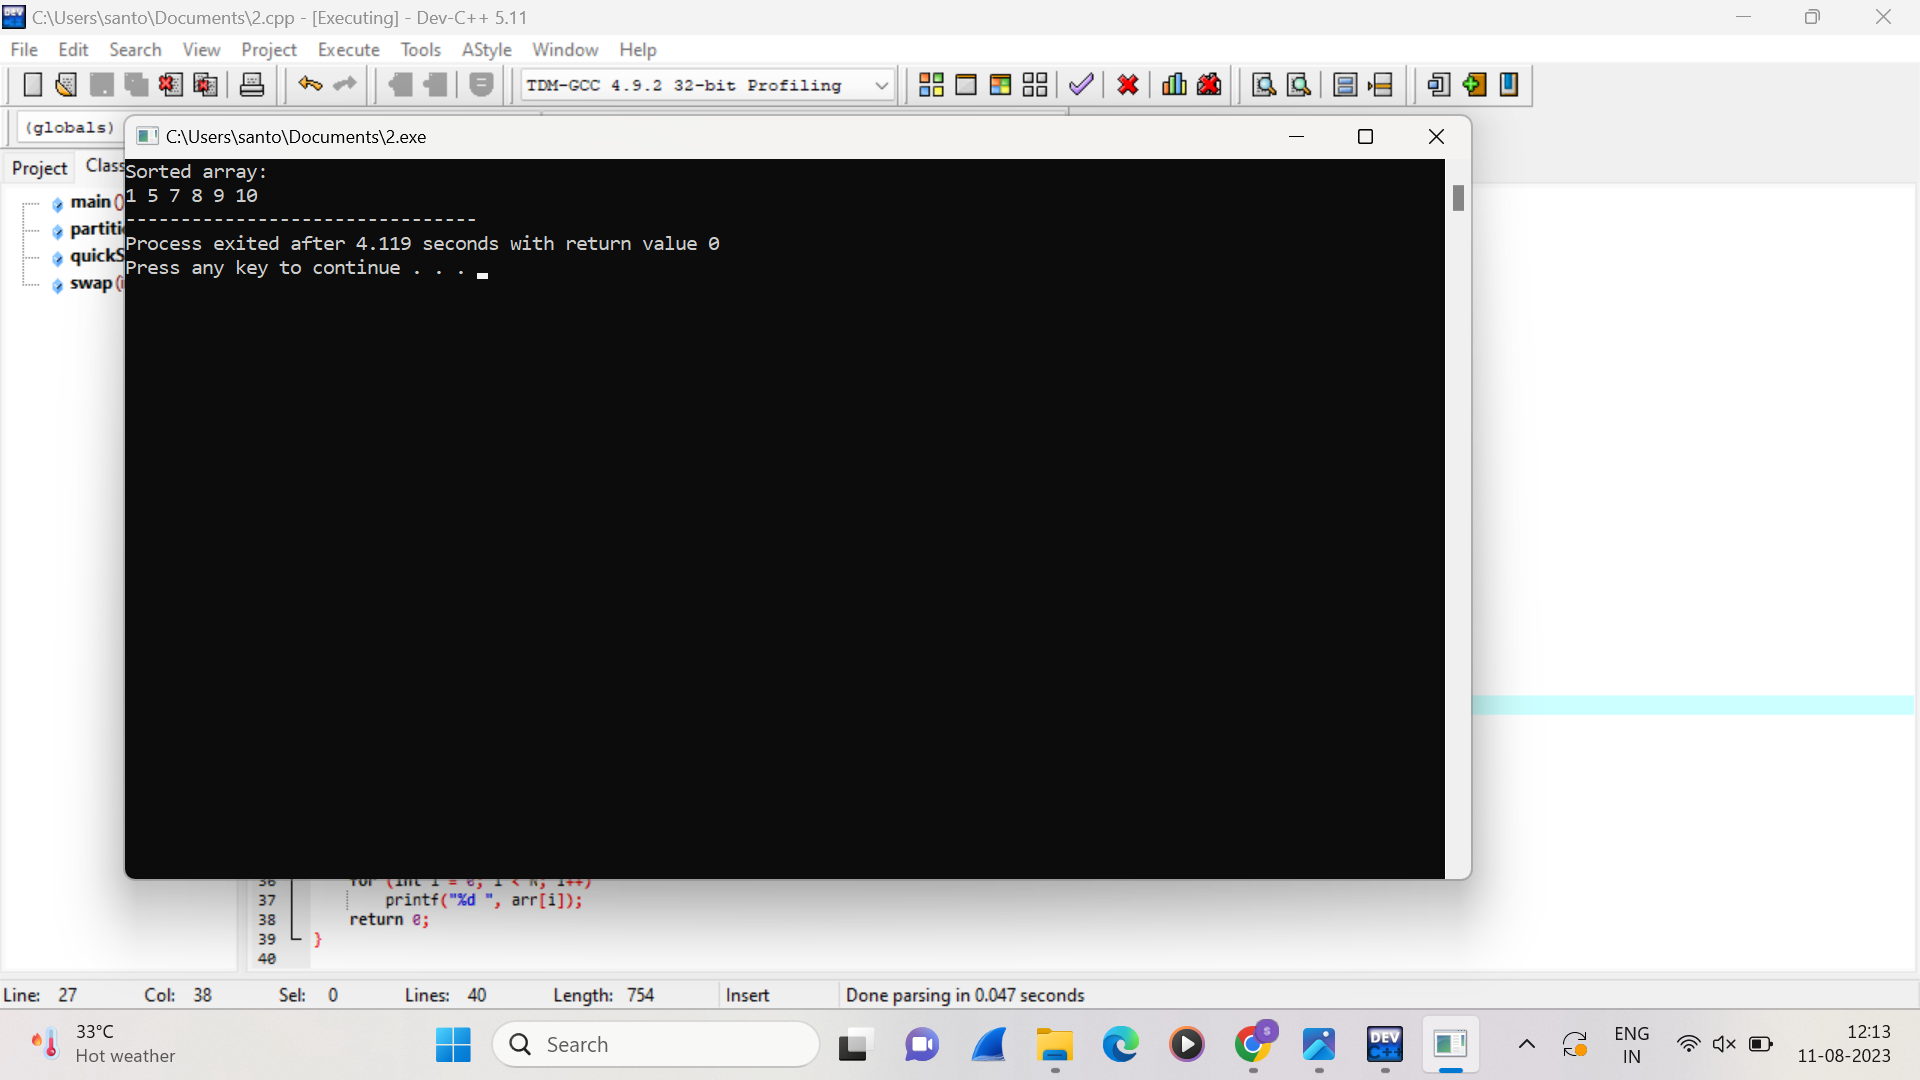 C:\Users\santo\Documents\2.cpp - [Executing] - Dev-C++ 5.11
File Edit Search View Project Execute Tools AStyle Window Help
TDM-GCC 4.9.2 32-bit Profiling
(globals)
C:\Users\santo\Documents\2.exe
Project Class
main ()
partiti
quickS
swap (i
Sorted array:
1 5 7 8 9 10
--------------------------------
Process exited after 4.119 seconds with return value 0
Press any key to continue . . .
36 for (int i = 0; i < N; i++)
37 printf("%d ", arr[i]);
38 return 0;
39 }
40
Line: 27 Col: 38 Sel: 0 Lines: 40 Length: 754 Insert Done parsing in 0.047 seconds
33°C
Hot weather
Search
DEV
C++
S
ENG
IN
12:13
11-08-2023